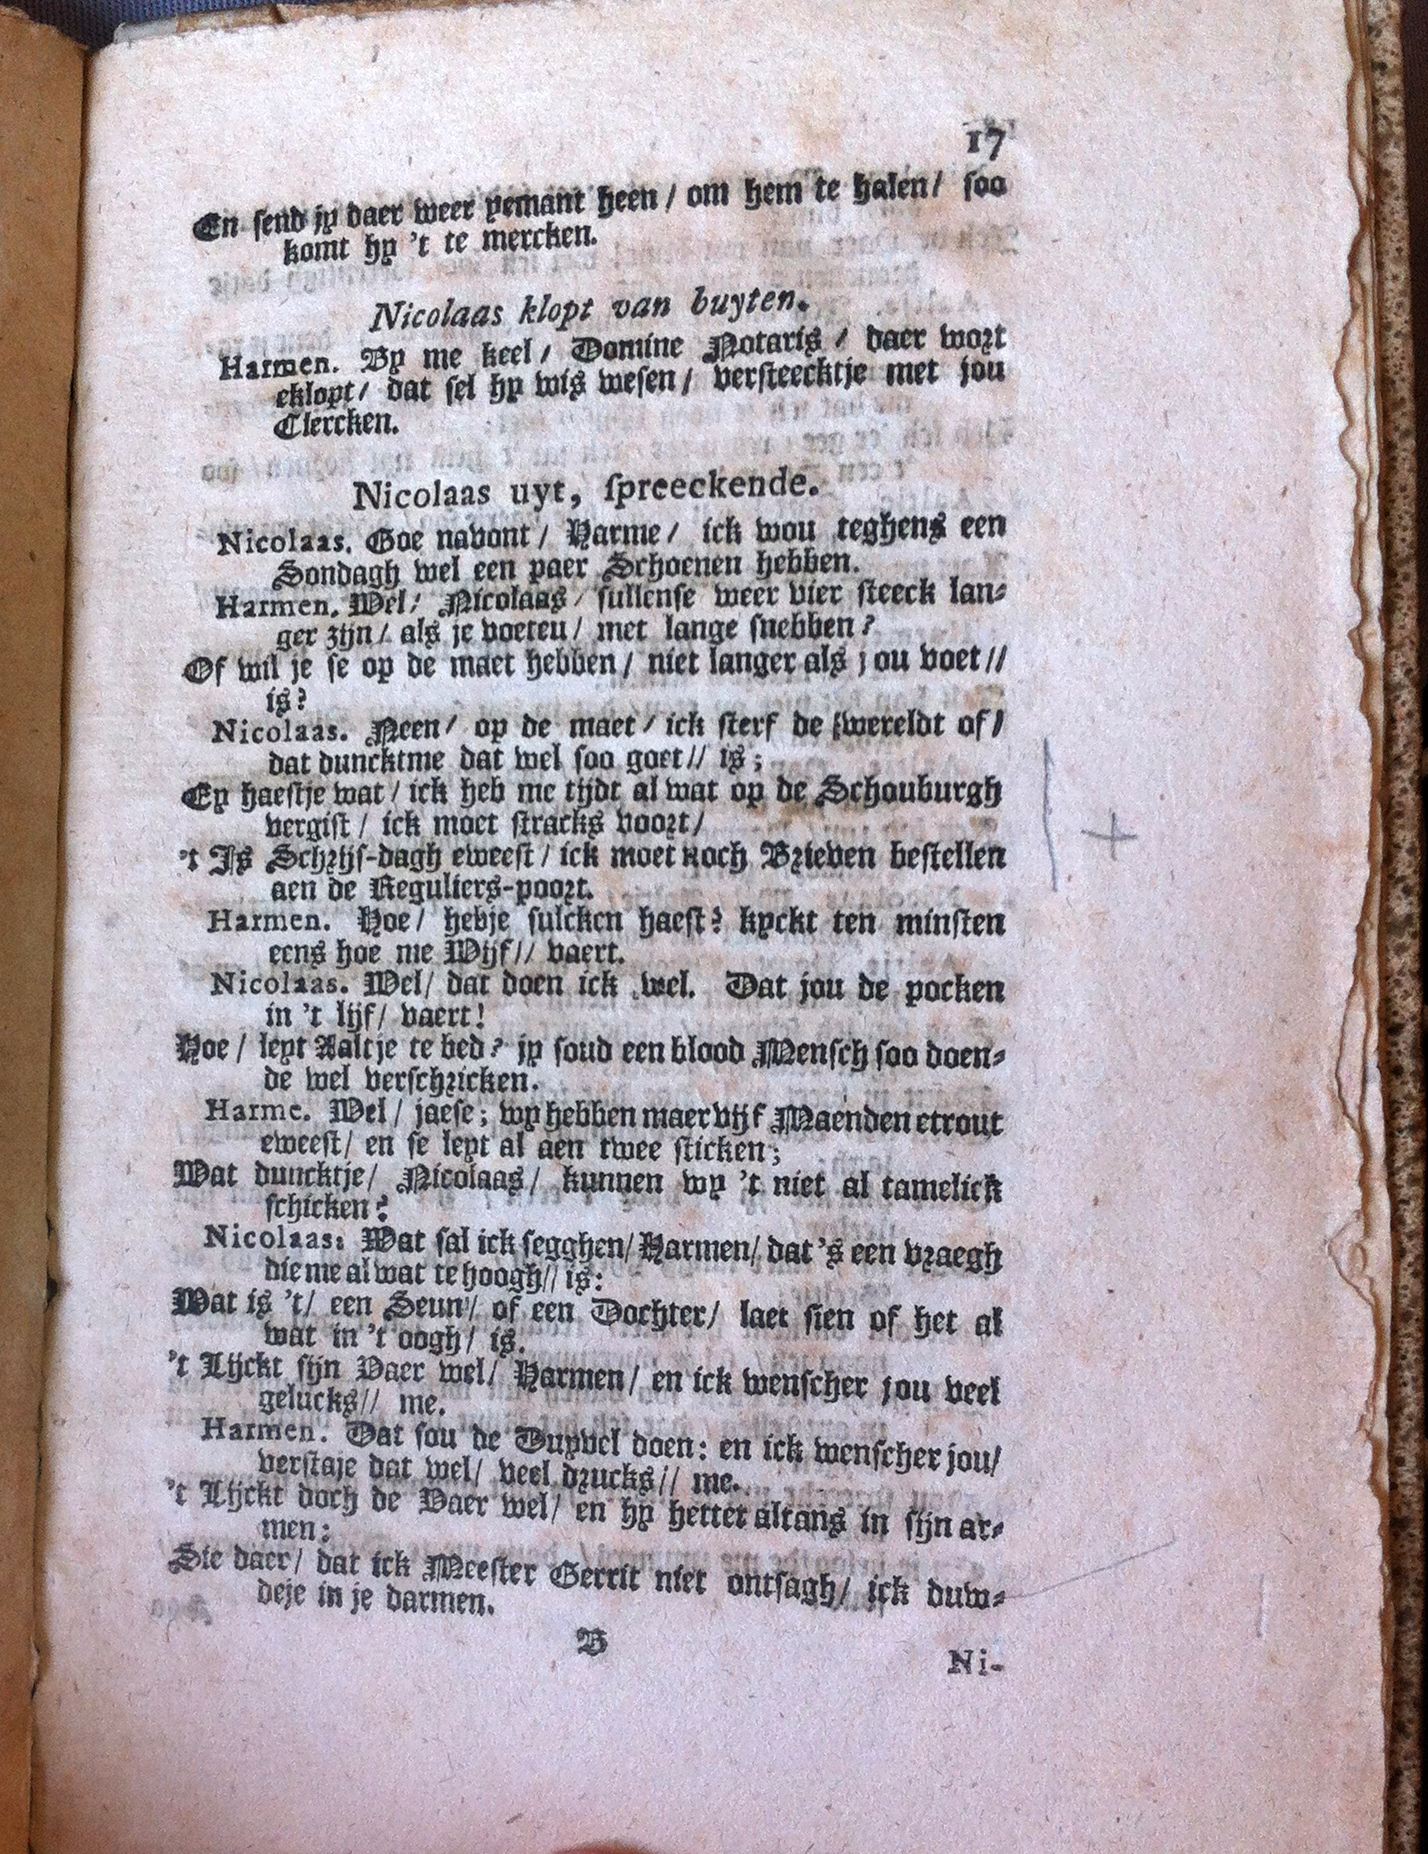 17
En send jy daer weer yemant heen / om hem te halen / soo
komt hy 't te mercken.
Nicolaas klopt van buyten.
Harmen. By me keel / Domine Notaris / daer wort
eklopt / dat sel hy wis wesen / versteecktje met jou
Clercken.
Nicolaas uyt, spreeckende.
Nicolaas. Goe navont / Harme / ick wou teghens een
Sondagh wel een paer Schoenen hebben.
Harmen. Wel / Nicolaas / sullense weer vier steeck lan-
ger zijn / als je voeteu / met lange snebben?
Of wil je se op de maet hebben / niet langer als jou voet //
is?
Nicolaas. Neen / op de maet / ick sterf de wereldt of /
dat duncktme dat wel soo goet // is;
Ey haestje wat / ick heb me tijdt al wat op de Schouburgh
vergist / ick moet stracks voort /
't Is Schrijf-dagh eweest / ick moet noch Brieven bestellen
aen de Reguliers-poort.
Harmen. Hoe / hebje sulcken haest? kyckt ten minsten
eens hoe me Wijf // vaert.
Nicolaas. Wel / dat doen ick wel. Dat jou de pocken
in 't lijf / vaert!
Hoe / leyt Aaltje te bed? jy soud een blood Mensch soo doen-
de wel verschricken.
Harme. Wel / jaese; wy hebben maer vijf Maenden etrout
eweest / en se leyt al aen twee sticken;
Wat duncktje / Nicolaas / kunnen wy 't niet al tamelick
schicken?
Nicolaas: Wat sal ick segghen / Harmen / dat 's een vraegh
die me al wat te hoogh // is:
Wat is 't / een Seun / of een Dochter / laet sien of het al
wat in 't oogh / is.
't Lijckt sijn Vaer wel / Harmen / en ick wenscher jou veel
gelucks // me.
Harmen. Dat sou de Duyvel doen: en ick wenscher jou /
verstaje dat wel / veel drucks // me.
't Lijckt doch de Vaer wel / en hy hettet altans in sijn ar-
men:
Sie daer / dat ick Meester Gerrit niet ontsagh / ick duw-
deje in je darmen.
B
Ni-